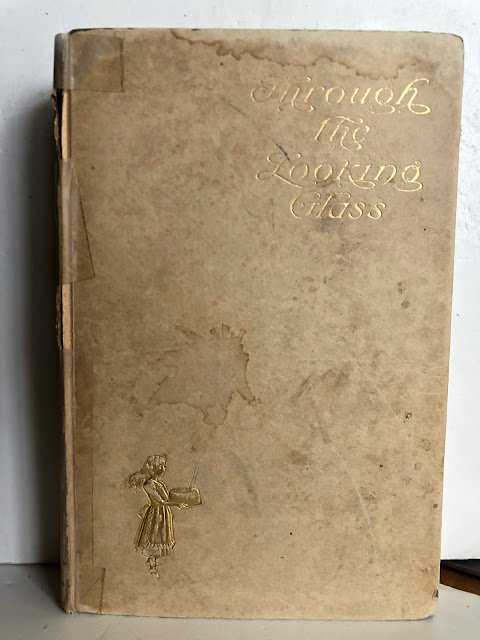 Through
the
Looking
Glass